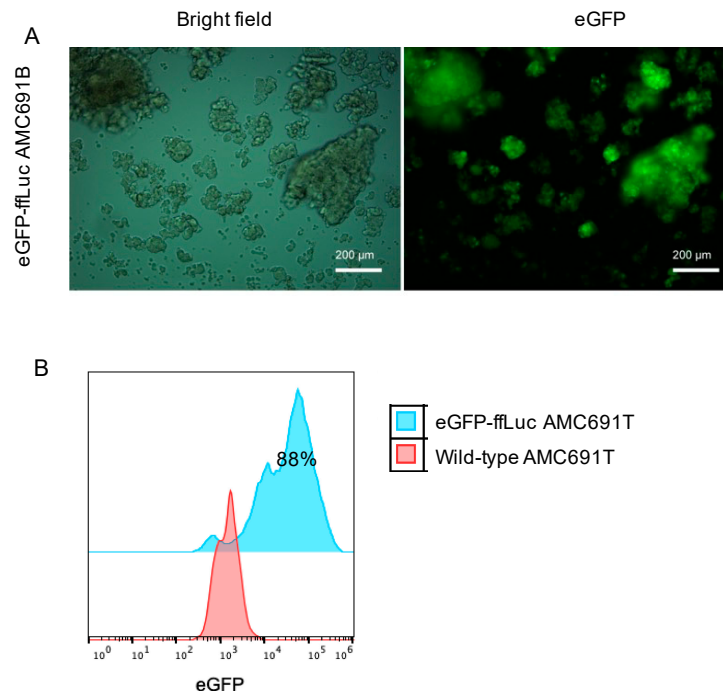 A
Bright field
eGFP
eGFP-ffLuc AMC691B
200 µm
200 µm
B
88%
eGFP-ffLuc AMC691T
Wild-type AMC691T
10^0 10^1 10^2 10^3 10^4 10^5 10^6
eGFP